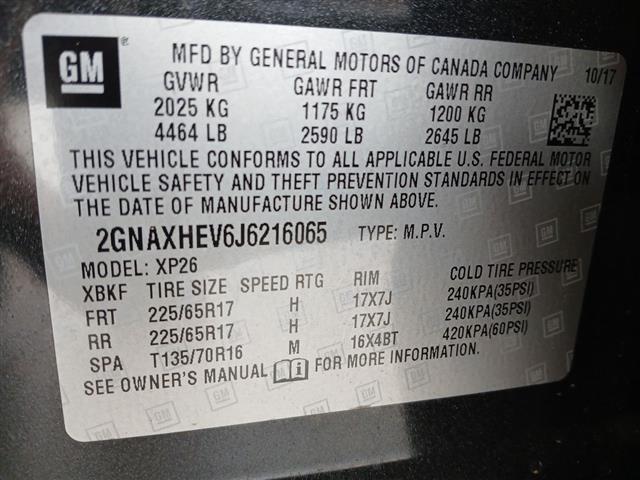 GM
MFD BY GENERAL MOTORS OF CANADA COMPANY 10/17
GVWR GAWR FRT GAWR RR
2025 KG 1175 KG 1200 KG
4464 LB 2590 LB 2645 LB
THIS VEHICLE CONFORMS TO ALL APPLICABLE U.S. FEDERAL MOTOR
VEHICLE SAFETY AND THEFT PREVENTION STANDARDS IN EFFECT ON
THE DATE OF MANUFACTURE SHOWN ABOVE.
2GNAXHEV6J6216065 TYPE: M.P.V.
MODEL: XP26
XBKF TIRE SIZE SPEED RTG RIM COLD TIRE PRESSURE
FRT 225/65R17 H 17X7J 240KPA(35PSI)
RR 225/65R17 H 17X7J 240KPA(35PSI)
SPA T135/70R16 M 16X4BT 420KPA(60PSI)
SEE OWNER'S MANUAL FOR MORE INFORMATION.